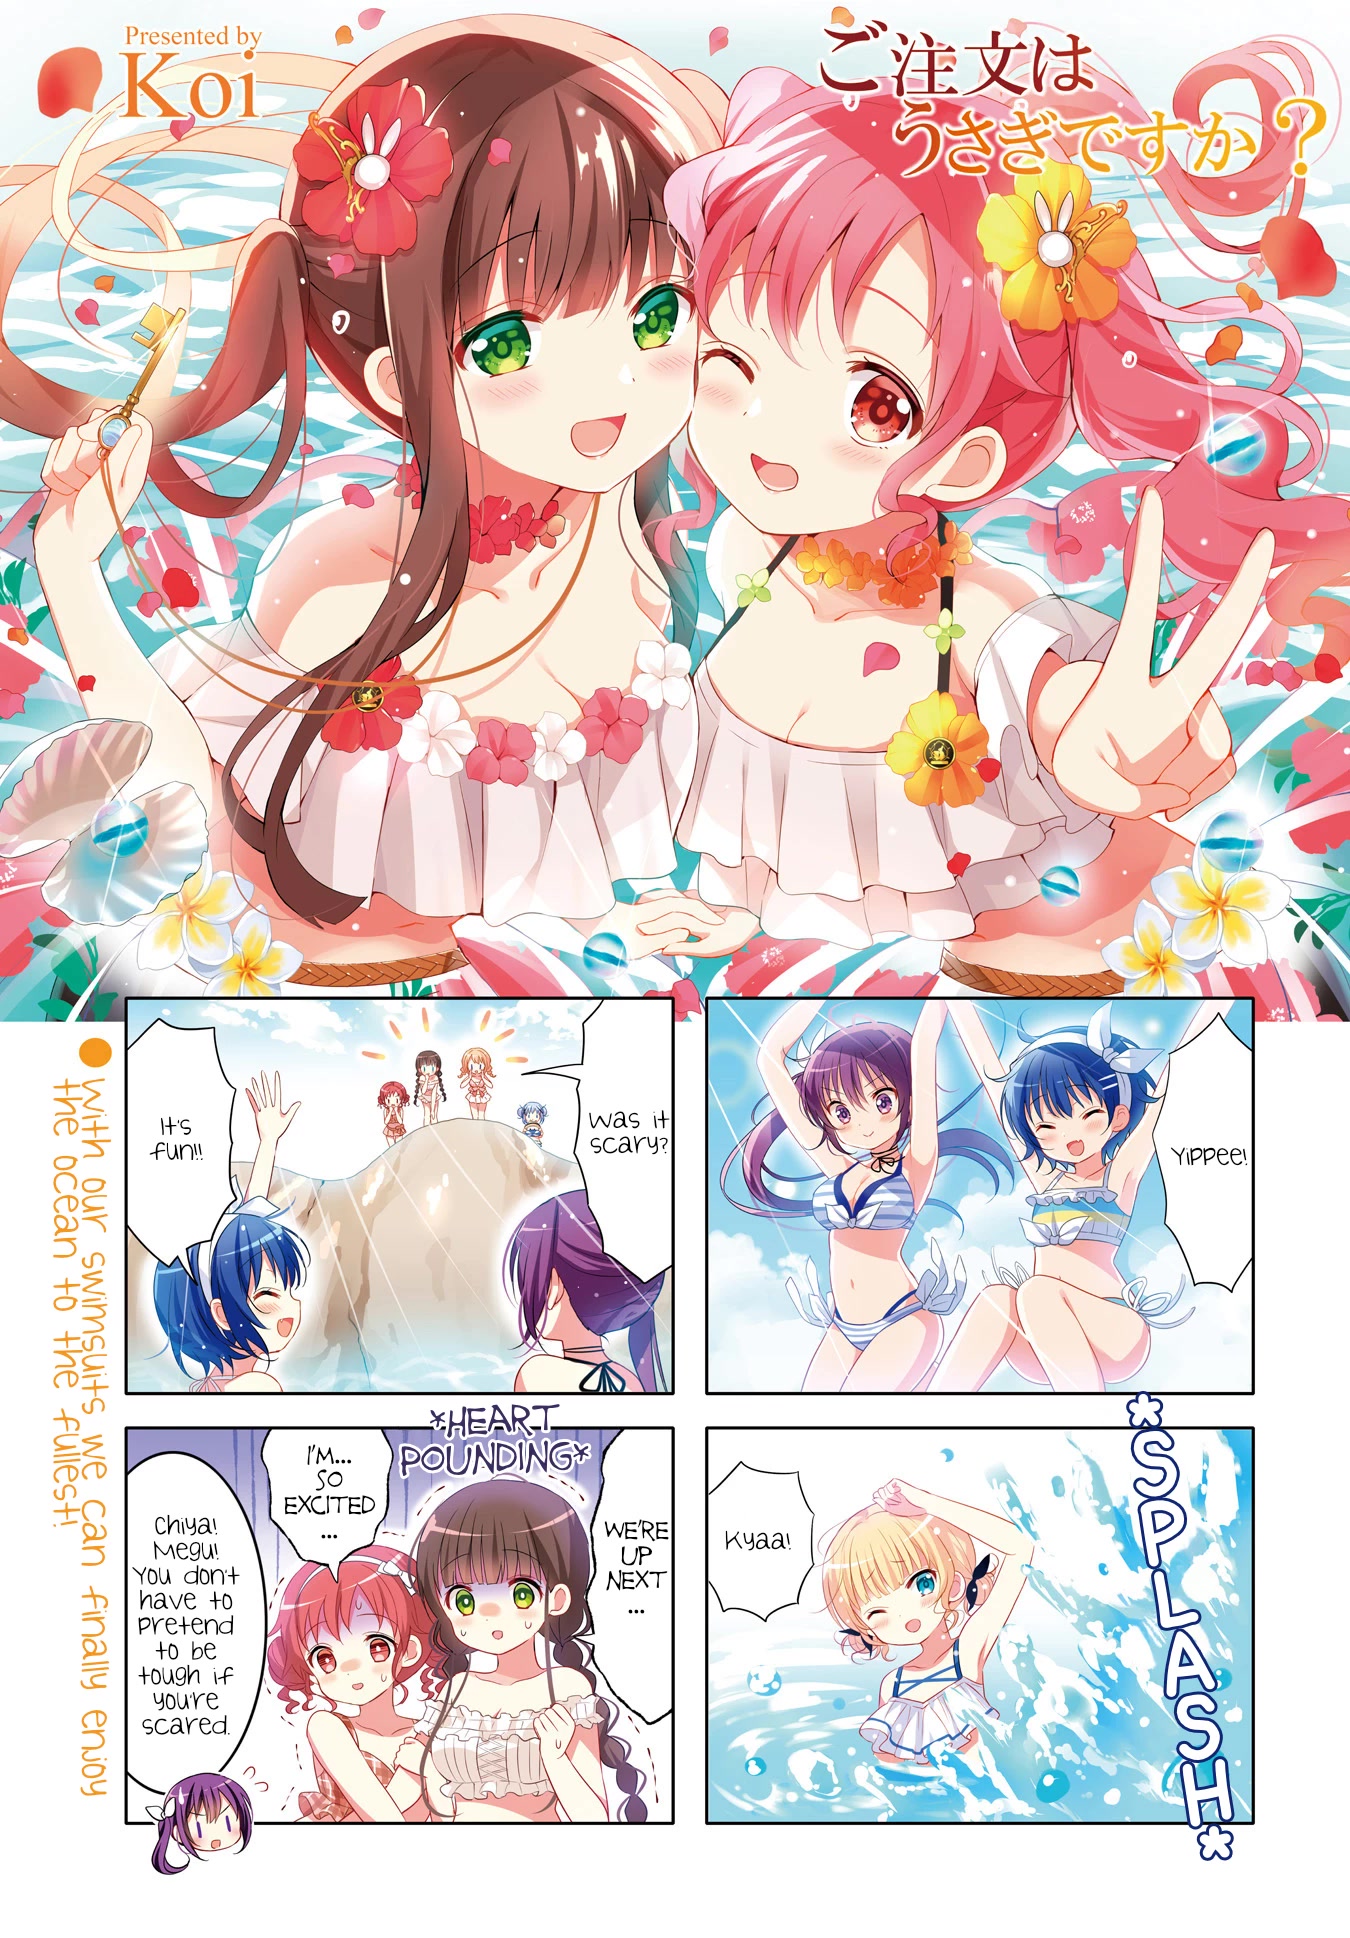 Presented by
Koi
ご注文は
うさぎですか？
With our swimsuits we can finally enjoy
the ocean to the fullest!
Yippee!
Kyaa!
*SPLASH*
Was it
scary?
It's
fun!!
*HEART
POUNDING*
WE'RE
UP
NEXT
...
I'M...
SO
EXCITED
...
Chiya!
Megu!
You don't
have to
pretend
to be
tough if
you're
scared.